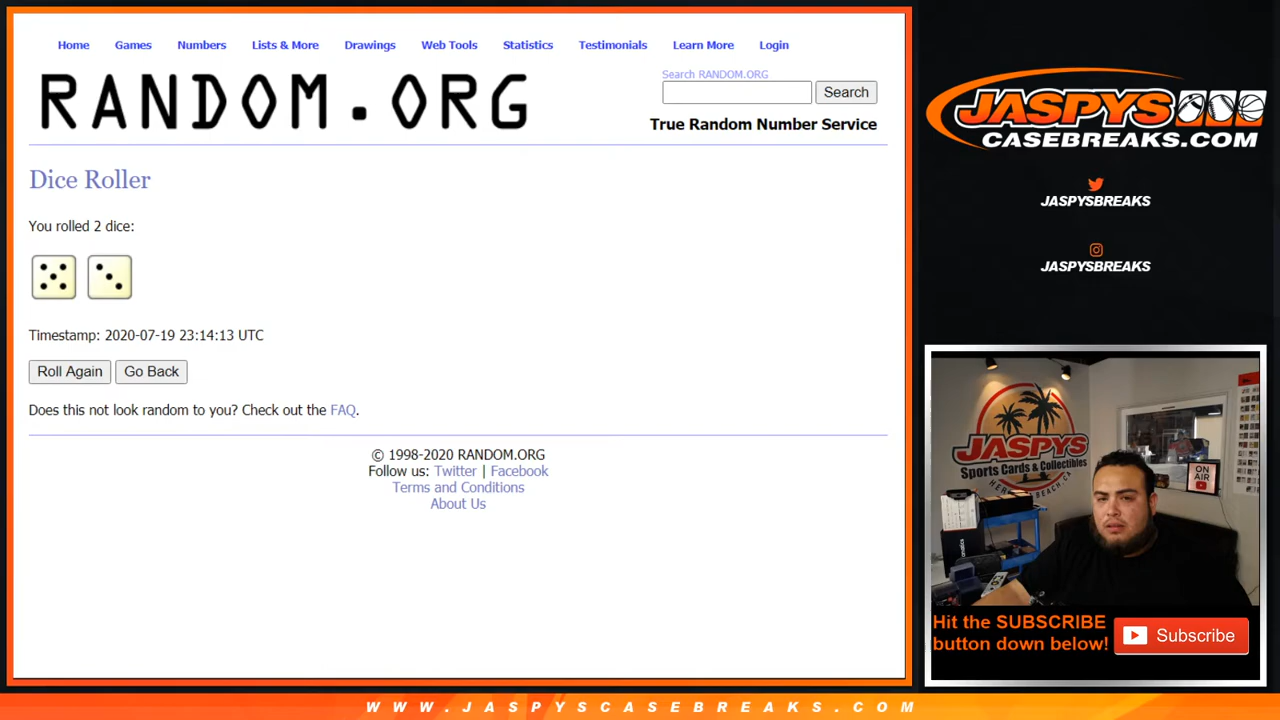 Home Games Numbers Lists & More Drawings Web Tools Statistics Testimonials Learn More Login
RANDOM.ORG
Search RANDOM.ORG
Search
True Random Number Service
Dice Roller
You rolled 2 dice:
Timestamp: 2020-07-19 23:14:13 UTC
Roll Again Go Back
Does this not look random to you? Check out the FAQ.
© 1998-2020 RANDOM.ORG
Follow us: Twitter | Facebook
Terms and Conditions
About Us
JASPYS
CASEBREAKS.COM
JASPYSBREAKS
JASPYSBREAKS
JASPYS
Sports Cards & Collectibles
ON
AIR
Hit the SUBSCRIBE
button down below!
Subscribe
WWW.JASPYSCASEBREAKS.COM